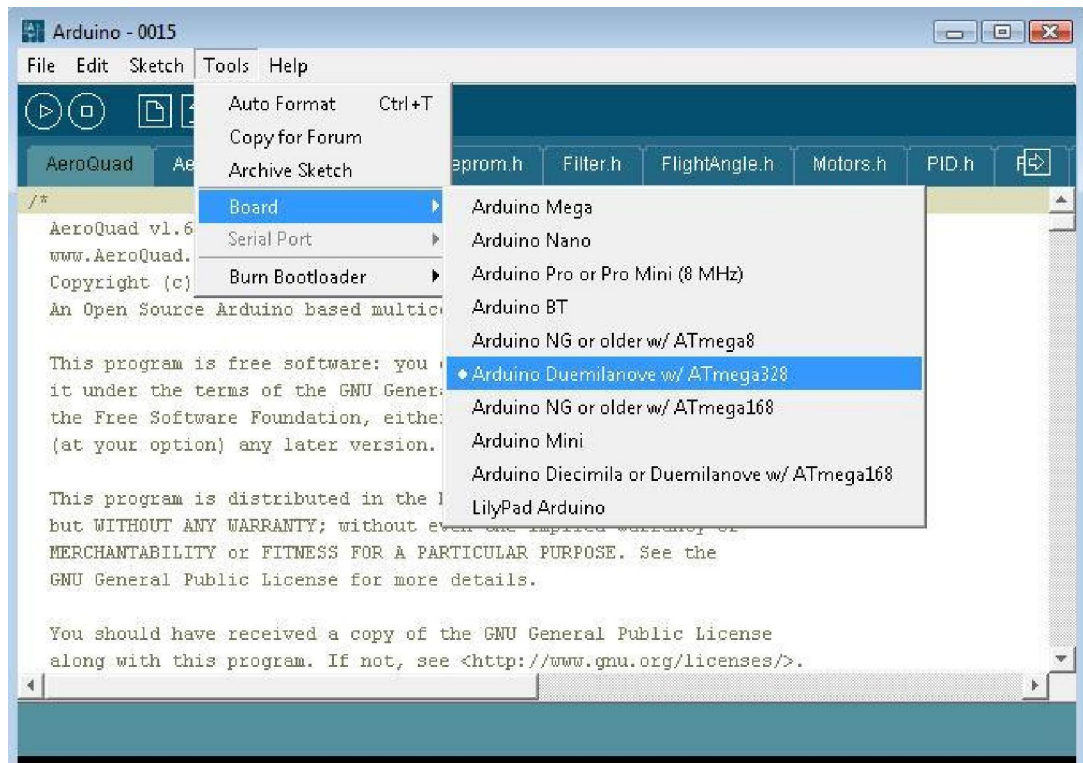 Arduino - 0015
File Edit Sketch Tools Help
Auto Format Ctrl+T
Copy for Forum
Archive Sketch
Board
Serial Port
Burn Bootloader
Arduino Mega
Arduino Nano
Arduino Pro or Pro Mini (8 MHz)
Arduino BT
Arduino NG or older w/ ATmega8
Arduino Duemilanove w/ ATmega328
Arduino NG or older w/ ATmega168
Arduino Mini
Arduino Diecimila or Duemilanove w/ ATmega168
LilyPad Arduino
AeroQuad Ae eprom.h Filter.h FlightAngle.h Motors.h PID.h
/*
AeroQuad v1.6
www.AeroQuad.
Copyright (c)
An Open Source Arduino based multic
This program is free software: you
it under the terms of the GNU Gener
the Free Software Foundation, eithe
(at your option) any later version.
This program is distributed in the
but WITHOUT ANY WARRANTY; without
MERCHANTABILITY or FITNESS FOR A PARTICULAR PURPOSE. See the
GNU General Public License for more details.
You should have received a copy of the GNU General Public License
along with this program. If not, see <http://www.gnu.org/licenses/>.